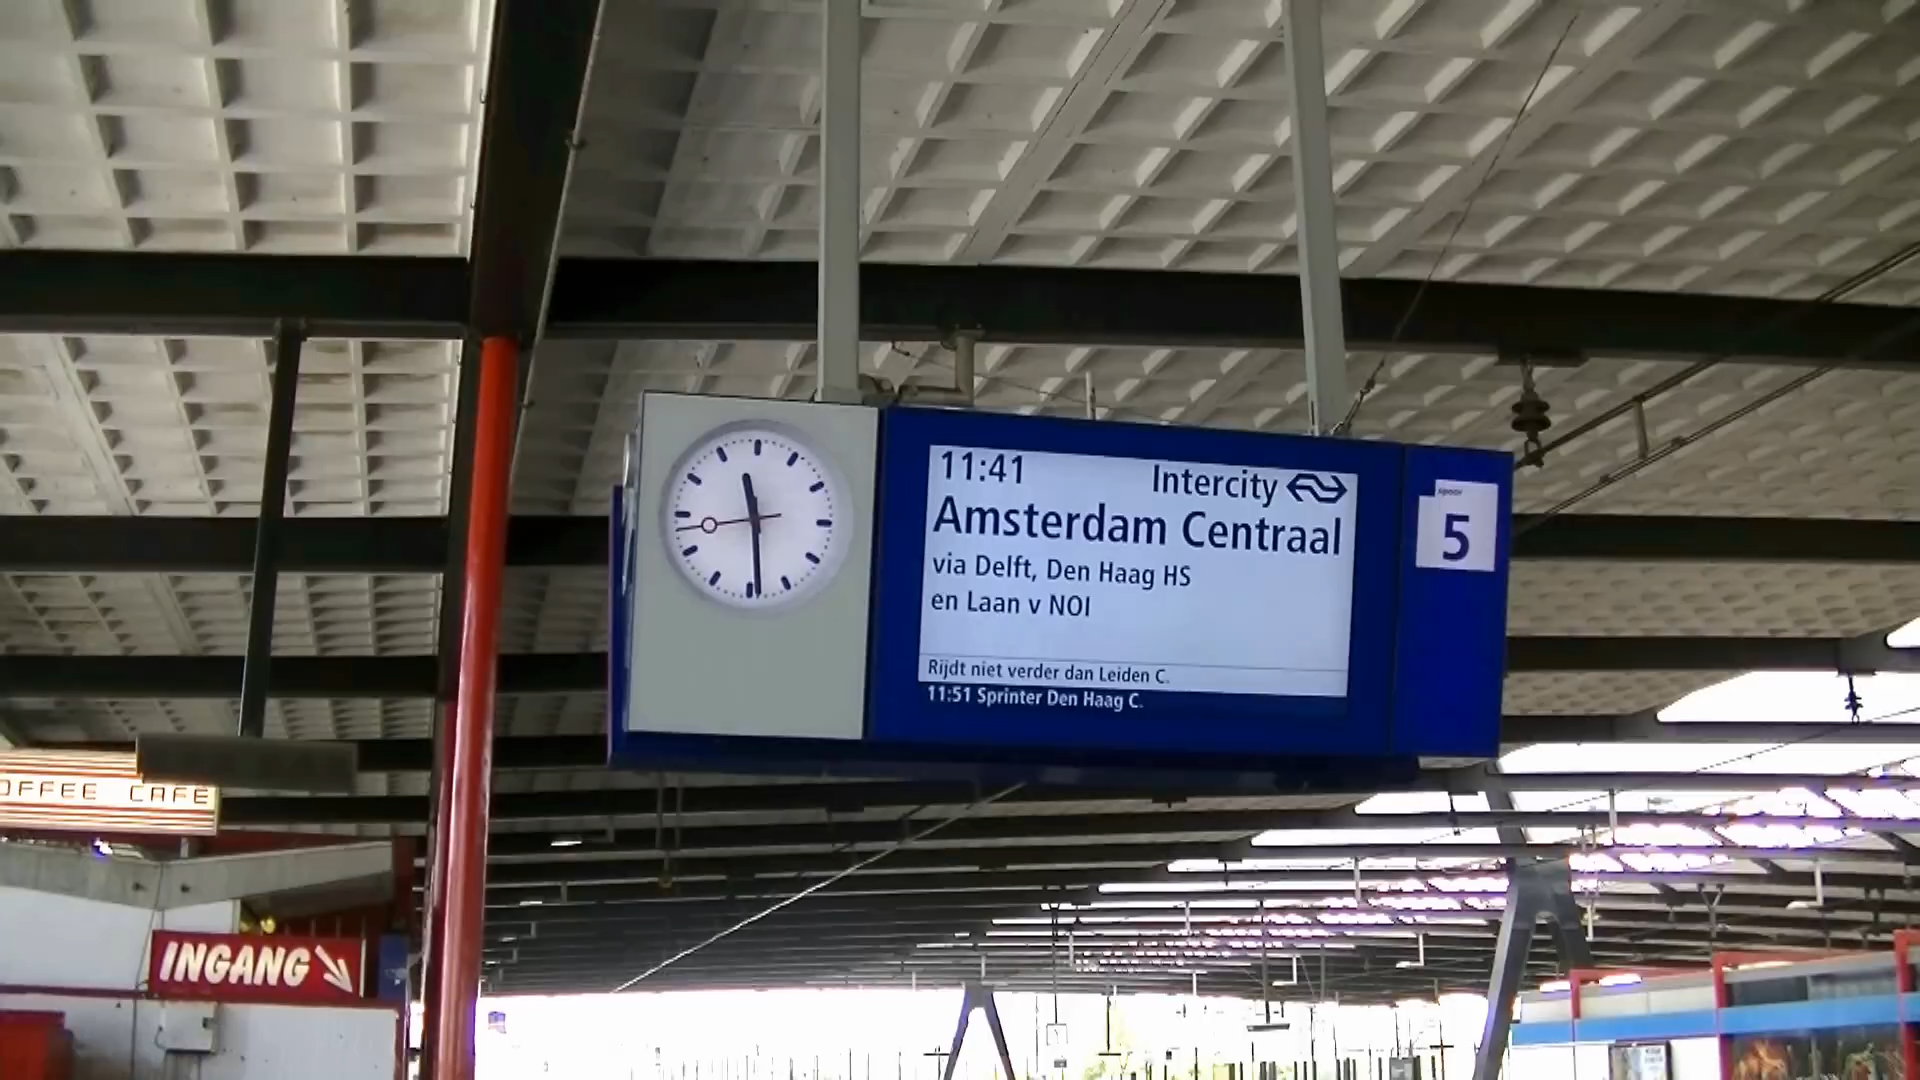 11:41
Intercity
Amsterdam Centraal
via Delft, Den Haag HS
en Laan v NOI
Rijdt niet verder dan Leiden C.
11:51 Sprinter Den Haag C.
spoor
5
OFFEE CAFE
INGANG